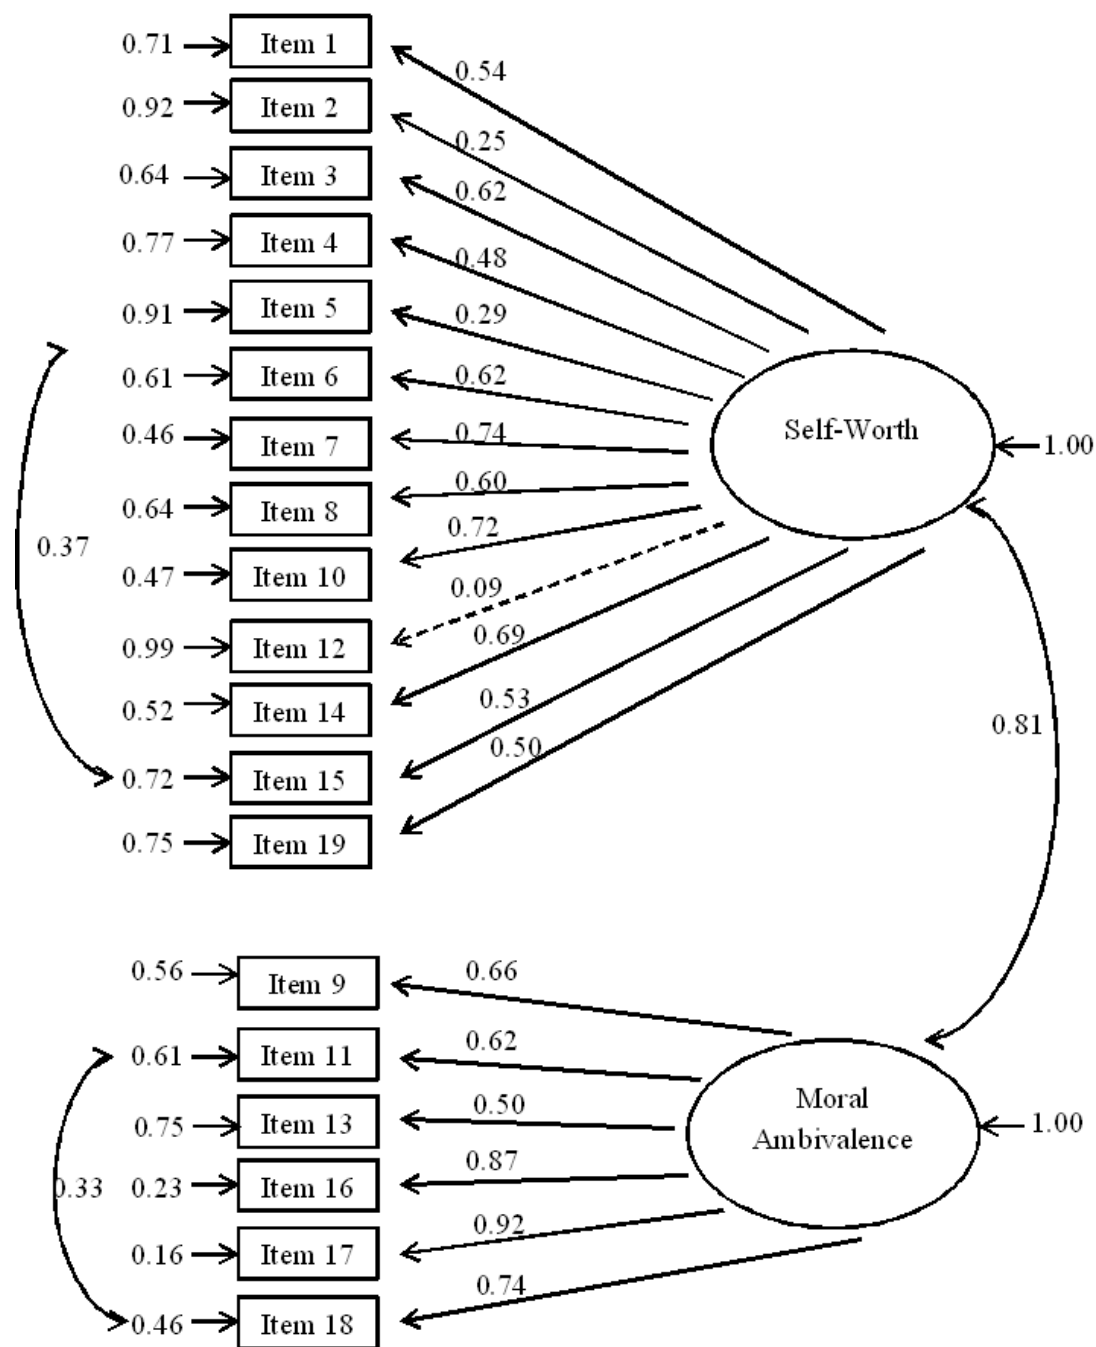 0.71 Item 1 0.54
0.92 Item 2 0.25
0.64 Item 3 0.62
0.77 Item 4 0.48
0.91 Item 5 0.29
0.61 Item 6 0.62
0.46 Item 7 0.74
0.64 Item 8 0.60
0.47 Item 10 0.72
0.99 Item 12 0.09
0.52 Item 14 0.69
0.72 Item 15 0.53
0.75 Item 19 0.50
0.37
Self-Worth
1.00
0.81
0.56 Item 9 0.66
0.61 Item 11 0.62
0.75 Item 13 0.50
0.23 Item 16 0.87
0.16 Item 17 0.92
0.46 Item 18 0.74
0.33
Moral
Ambivalence
1.00